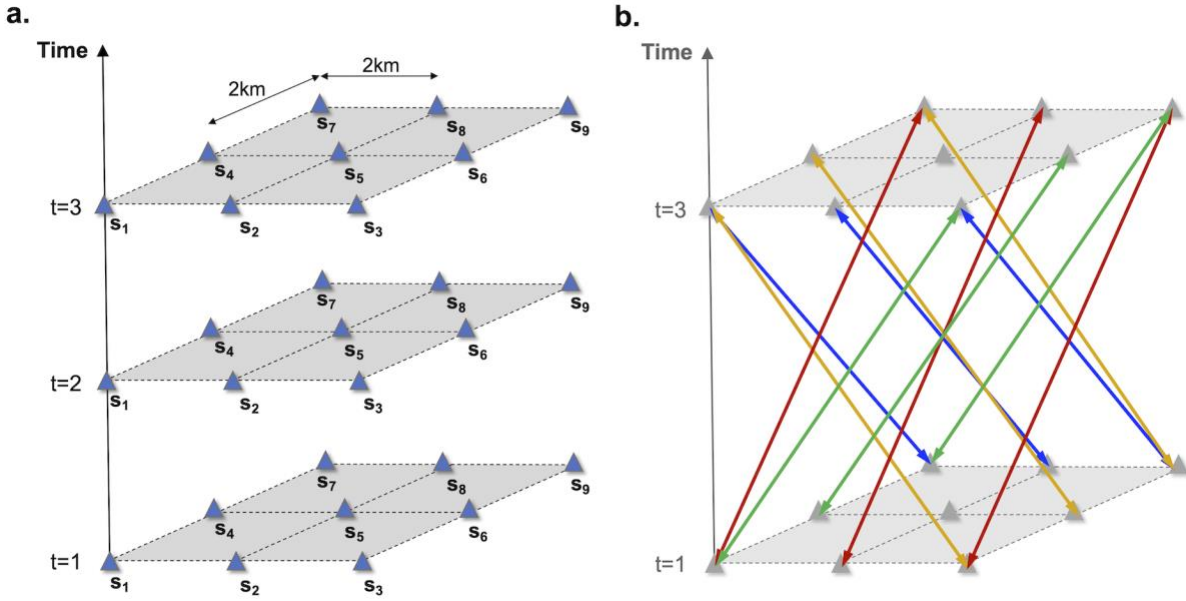 a.
Time
2km
2km
s₇ s₈ s₉
s₄ s₅ s₆
t=3
s₁ s₂ s₃
s₇ s₈ s₉
s₄ s₅ s₆
t=2
s₁ s₂ s₃
s₇ s₈ s₉
s₄ s₅ s₆
t=1
s₁ s₂ s₃
b.
Time
t=3
t=1